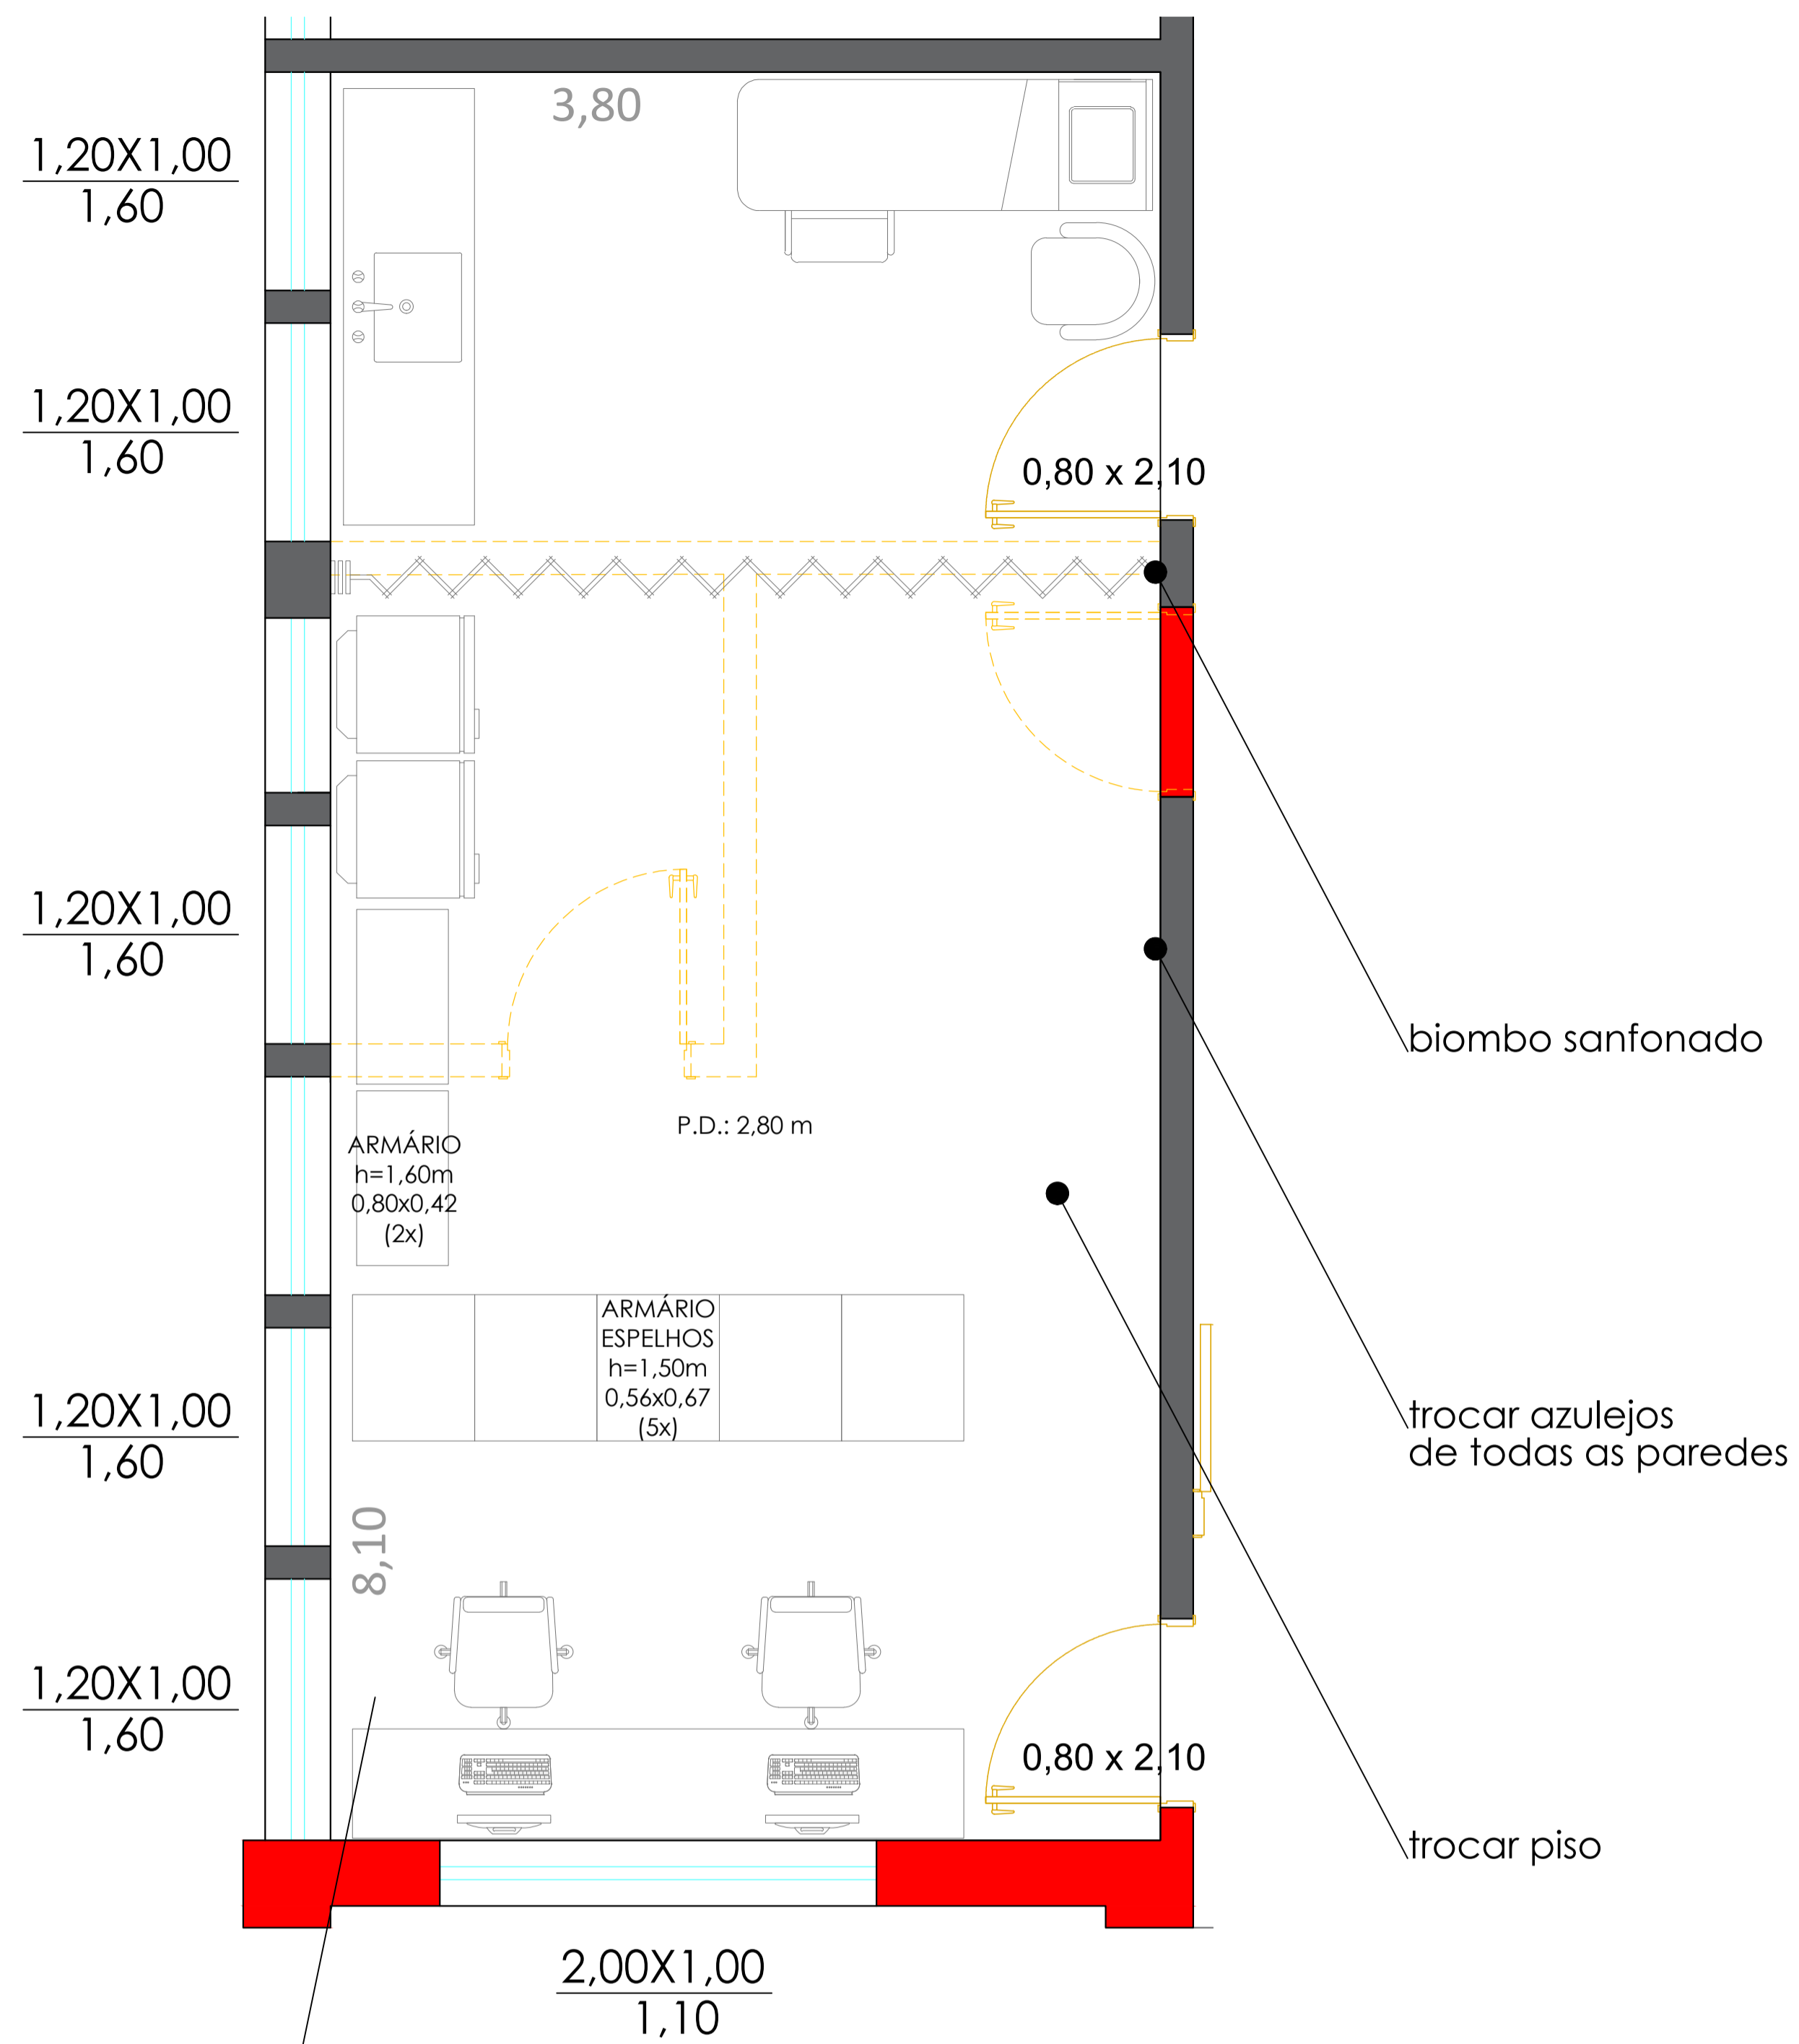 3,80
1,20X1,00
1,60
1,20X1,00
1,60
0,80 x 2,10
1,20X1,00
1,60
biombo sanfonado
P.D.: 2,80 m
ARMÁRIO
h=1,60m
0,80x0,42
(2x)
ARMÁRIO
ESPELHOS
h=1,50m
0,56x0,67
(5x)
1,20X1,00
1,60
trocar azulejos
de todas as paredes
8,10
1,20X1,00
1,60
0,80 x 2,10
trocar piso
2,00X1,00
1,10